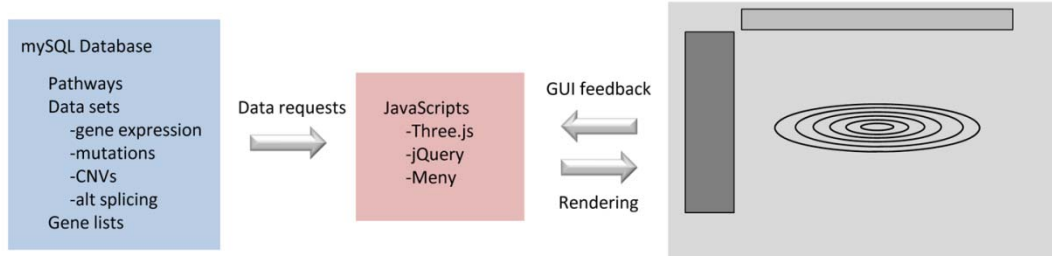 mySQL Database
Pathways
Data sets
-gene expression
-mutations
-CNVs
-alt splicing
Gene lists
Data requests
JavaScripts
-Three.js
-jQuery
-Meny
GUI feedback
Rendering